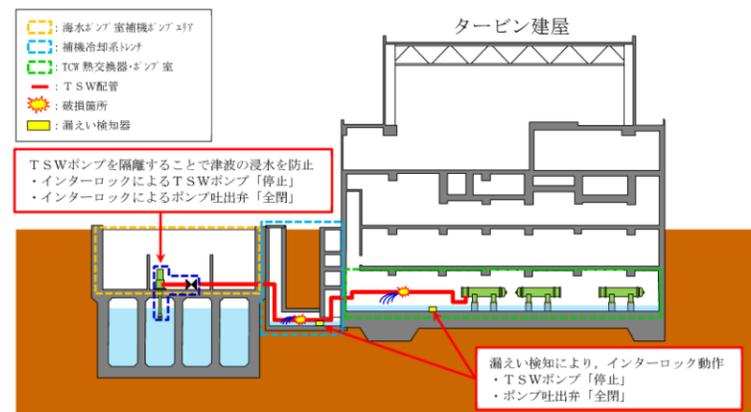 タービン建屋
：海水ポンプ室補機ポンプエリア
：補機冷却系トレンチ
：TCW熱交換器・ポンプ室
：ＴＳＷ配管
：破損箇所
：漏えい検知器
ＴＳＷポンプを隔離することで津波の浸水を防止
・インターロックによるＴＳＷポンプ「停止」
・インターロックによるポンプ吐出弁「全閉」
漏えい検知により，インターロック動作
・ＴＳＷポンプ「停止」
・ポンプ吐出弁「全閉」